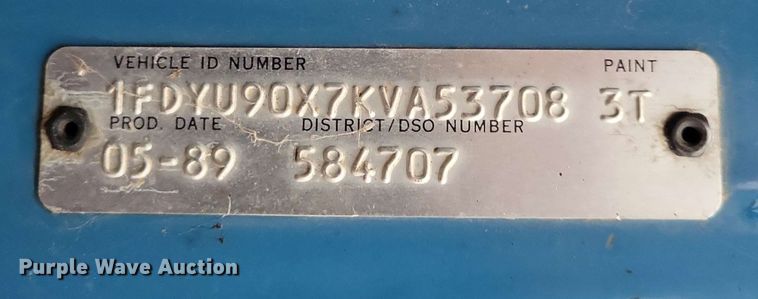 VEHICLE ID NUMBER PAINT
1FDYU90X7KVA53708 3T
PROD. DATE DISTRICT/DSO NUMBER
05-89 584707
Purple Wave Auction